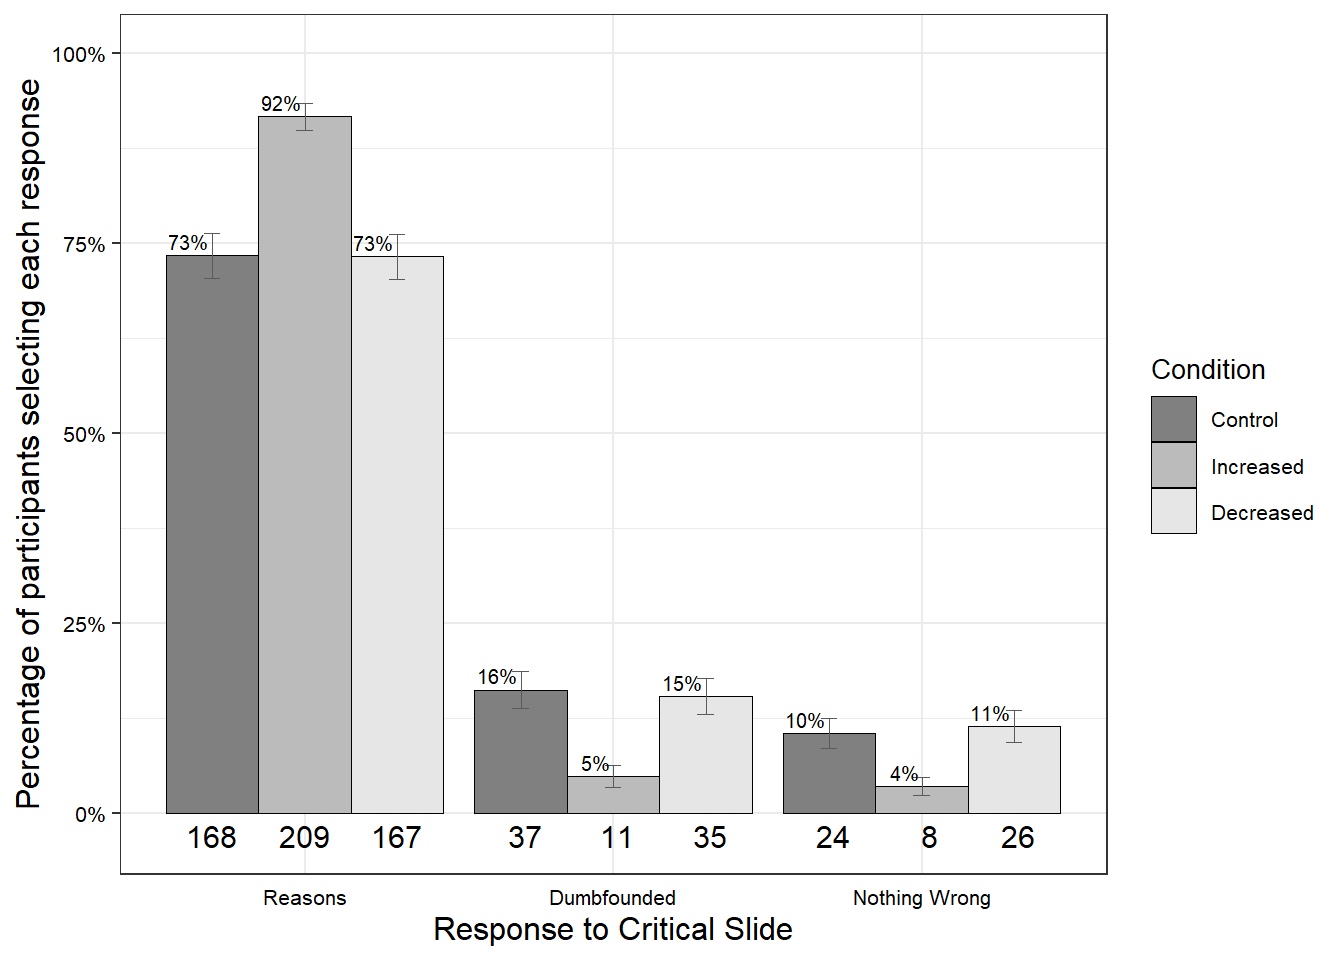 Percentage of participants selecting each response
100%
75%
50%
25%
0%
92%
73%
73%
16%
5%
15%
10%
4%
11%
168 209 167 37 11 35 24 8 26
Reasons Dumbfounded Nothing Wrong
Response to Critical Slide
Condition
Control
Increased
Decreased